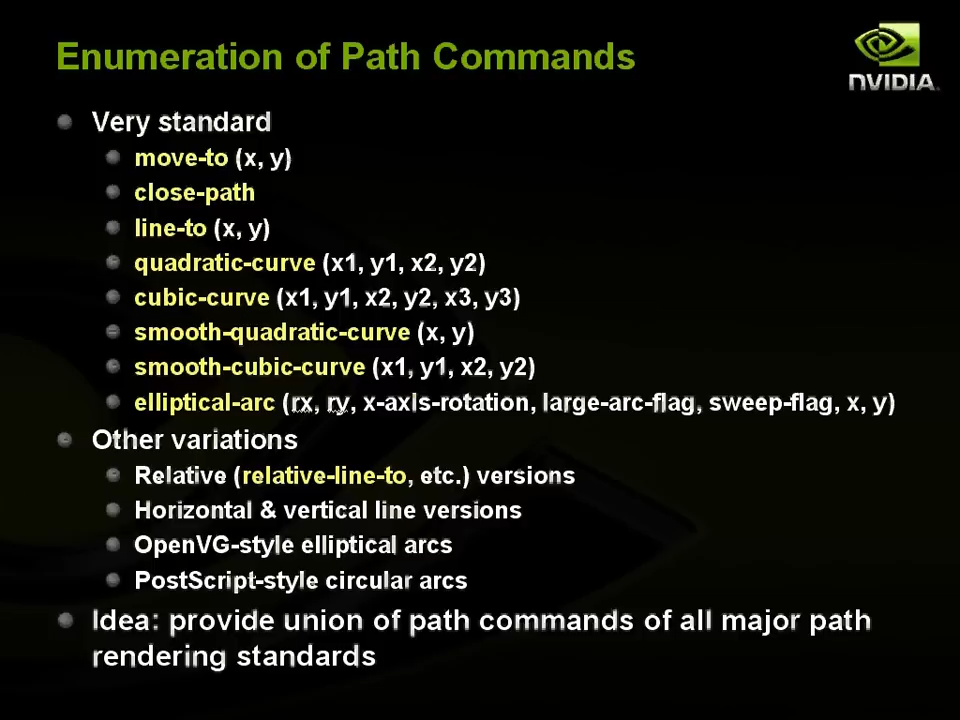 Enumeration of Path Commands
NVIDIA.
Very standard
move-to (x, y)
close-path
line-to (x, y)
quadratic-curve (x1, y1, x2, y2)
cubic-curve (x1, y1, x2, y2, x3, y3)
smooth-quadratic-curve (x, y)
smooth-cubic-curve (x1, y1, x2, y2)
elliptical-arc (rx, ry, x-axis-rotation, large-arc-flag, sweep-flag, x, y)
Other variations
Relative (relative-line-to, etc.) versions
Horizontal & vertical line versions
OpenVG-style elliptical arcs
PostScript-style circular arcs
Idea: provide union of path commands of all major path
rendering standards